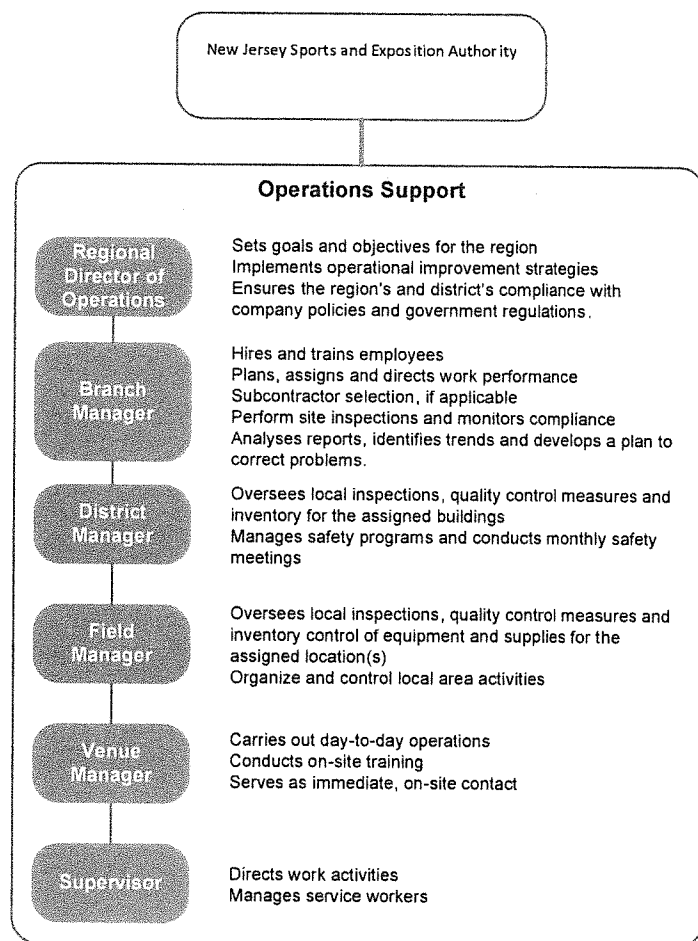 New Jersey Sports and Exposition Authority
Operations Support
Regional
Director of
Operations
Sets goals and objectives for the region
Implements operational improvement strategies
Ensures the region's and district's compliance with
company policies and government regulations.
Branch
Manager
Hires and trains employees
Plans, assigns and directs work performance
Subcontractor selection, if applicable
Perform site inspections and monitors compliance
Analyses reports, identifies trends and develops a plan to
correct problems.
District
Manager
Oversees local inspections, quality control measures and
inventory for the assigned buildings
Manages safety programs and conducts monthly safety
meetings
Field
Manager
Oversees local inspections, quality control measures and
inventory control of equipment and supplies for the
assigned location(s)
Organize and control local area activities
Venue
Manager
Carries out day-to-day operations
Conducts on-site training
Serves as immediate, on-site contact
Supervisor
Directs work activities
Manages service workers